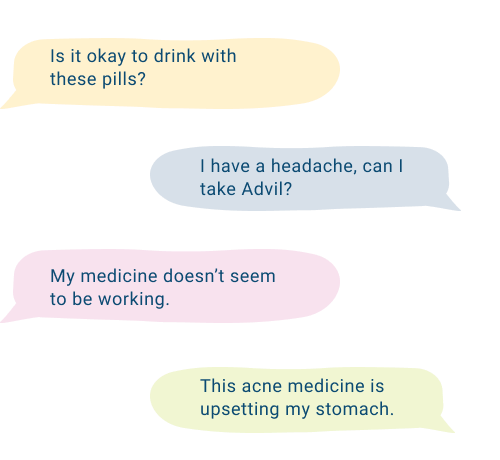 Is it okay to drink with
these pills?
I have a headache, can I
take Advil?
My medicine doesn’t seem
to be working.
This acne medicine is
upsetting my stomach.